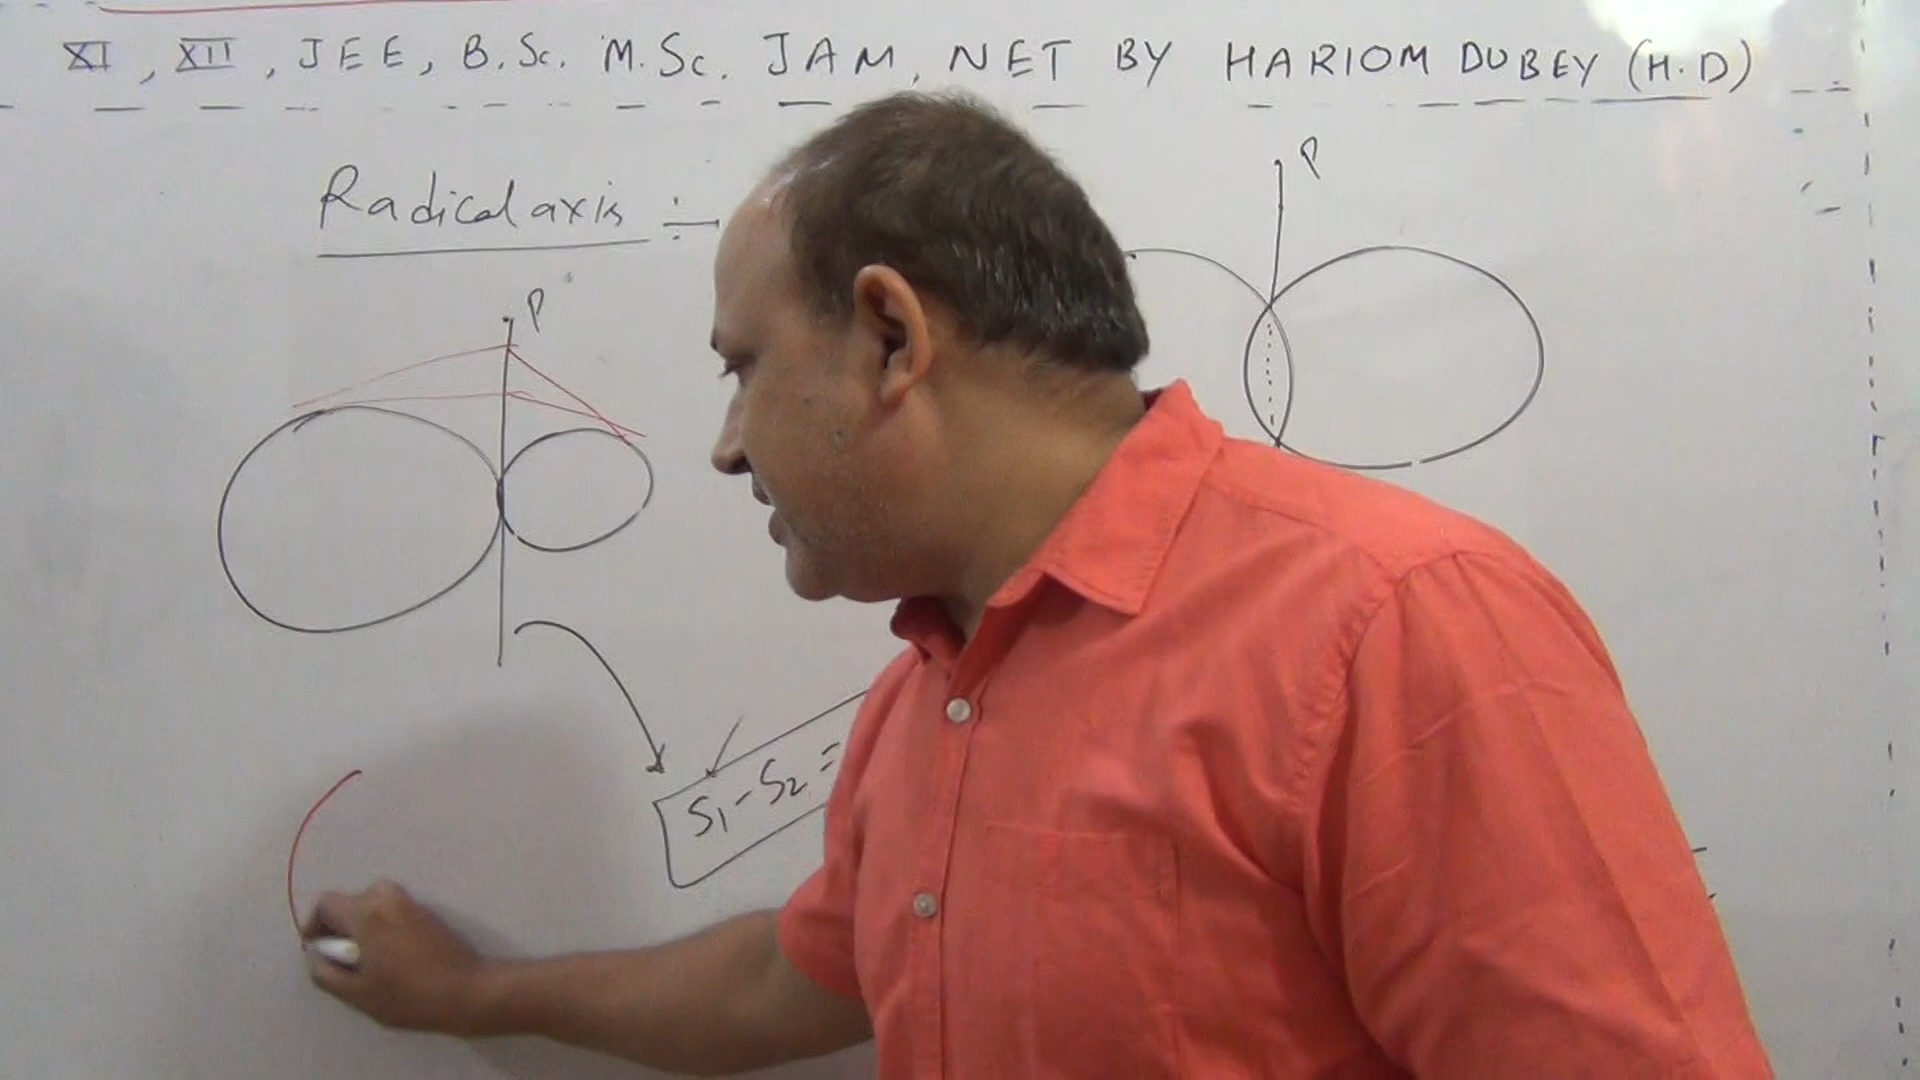 XI, XII, JEE, B.Sc. M.Sc. JAM, NET BY HARIOM DUBEY (H.D)
Radical axis :-
P
P
S1-S2 =